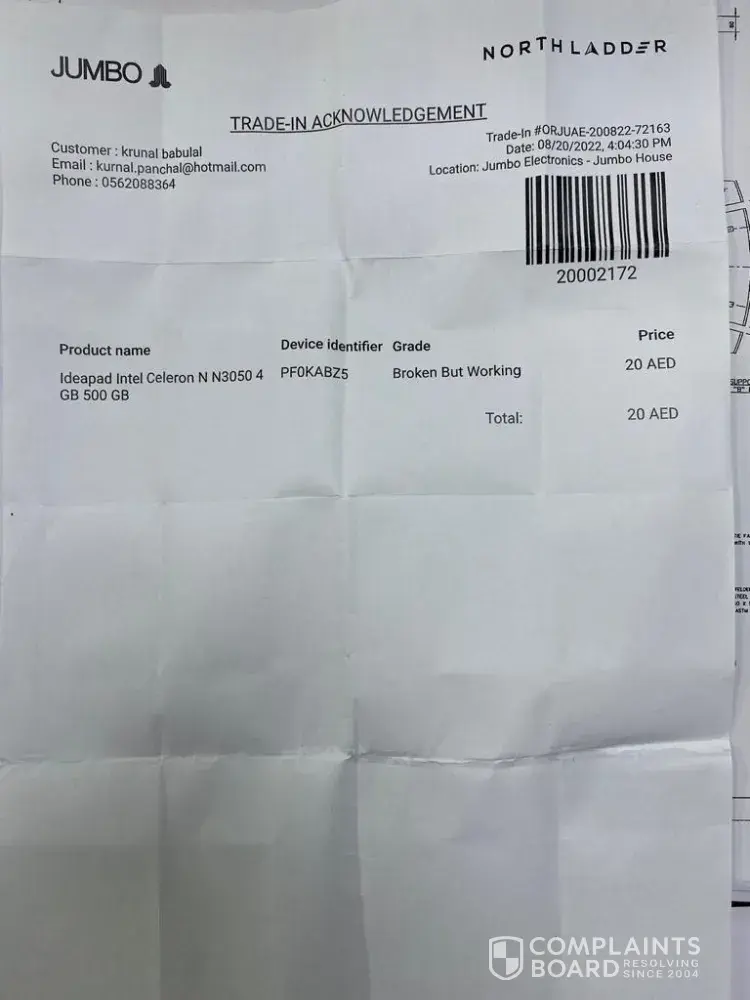 JUMBO
NORTHLADDER
TRADE-IN ACKNOWLEDGEMENT
Customer : krunal babulal
Email : kurnal.panchal@hotmail.com
Phone : 0562088364
Trade-In #ORJUAE-200822-72163
Date: 08/20/2022, 4:04:30 PM
Location: Jumbo Electronics - Jumbo House
20002172
Product name Device identifier Grade Price
Ideapad Intel Celeron N N3050 4 PF0KABZ5 Broken But Working 20 AED
GB 500 GB
Total: 20 AED
COMPLAINTS
BOARD RESOLVING
SINCE 2004